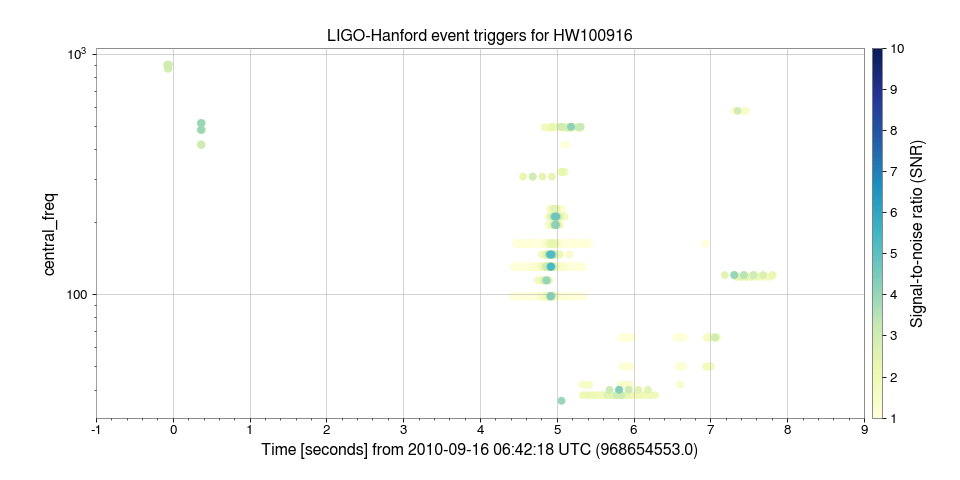 LIGO-Hanford event triggers for HW100916
10³
100
central_freq
-1 0 1 2 3 4 5 6 7 8 9
Time [seconds] from 2010-09-16 06:42:18 UTC (968654553.0)
10
9
8
7
6
5
4
3
2
1
Signal-to-noise ratio (SNR)